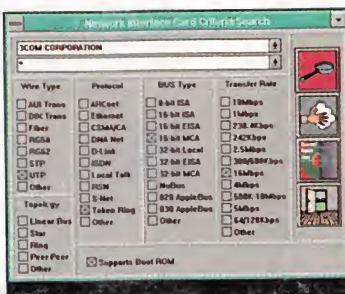 Network Interface Card Criteria Search
3COM CORPORATION
*
Wire Type
AUI Trans
DIX Trans
Fiber
RG58
RG62
STP
UTP
Other
Topology
Linear Bus
Star
Ring
Peer-Peer
Other
Protocol
ARCnet
Ethernet
CSMA/CA
DNA Net
D-Link
ISDN
Local Talk
RSN
S-Net
Token Ring
Other
BUS Type
8-bit ISA
16-bit ISA
16-bit EISA
16-bit MCA
32-bit Local
32-bit EISA
32-bit MCA
NuBus
020 AppleBus
030 AppleBus
Other
Transfer Rate
10Mbps
1Mbps
230.4Kbps
242Kbps
2.5Mbps
300/600Kbps
16Mbps
4Mbps
500K-10Mbps
5Mbps
64/128Kbps
Other
Supports Boot ROM